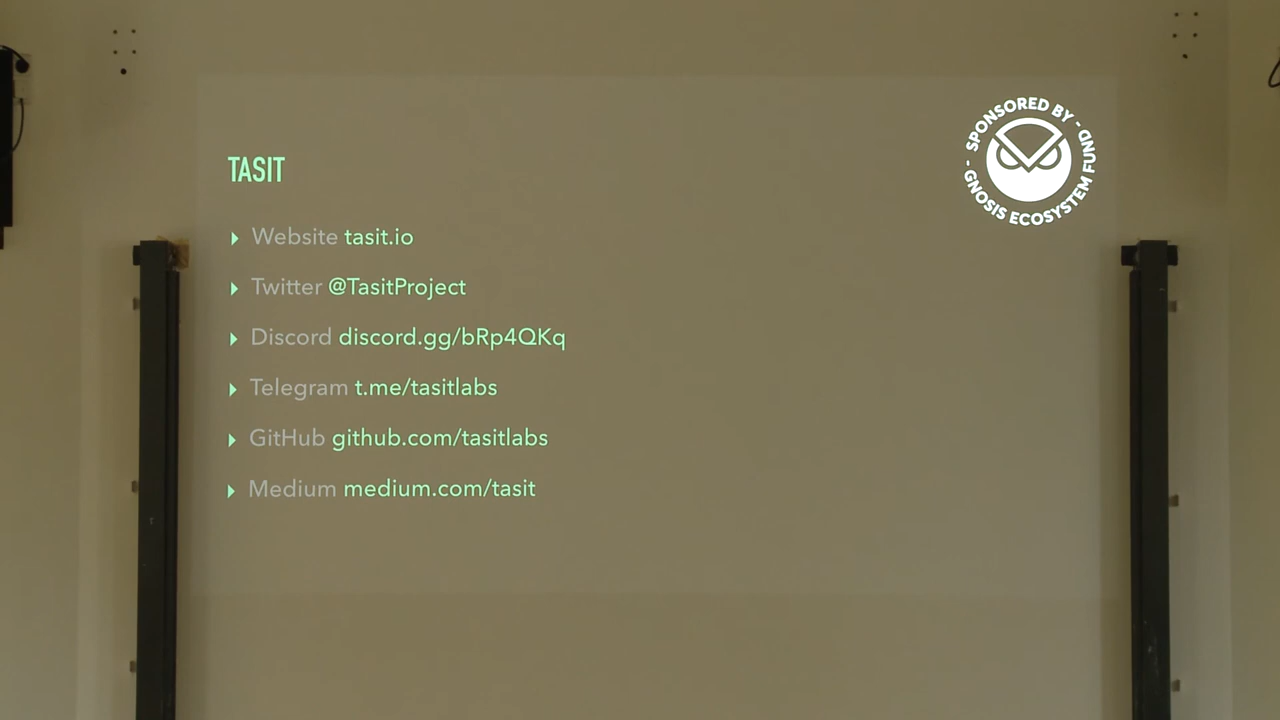 TASIT
Website tasit.io
Twitter @TasitProject
Discord discord.gg/bRp4QKq
Telegram t.me/tasitlabs
GitHub github.com/tasitlabs
Medium medium.com/tasit
SPONSORED BY - GNOSIS ECOSYSTEM FUND -